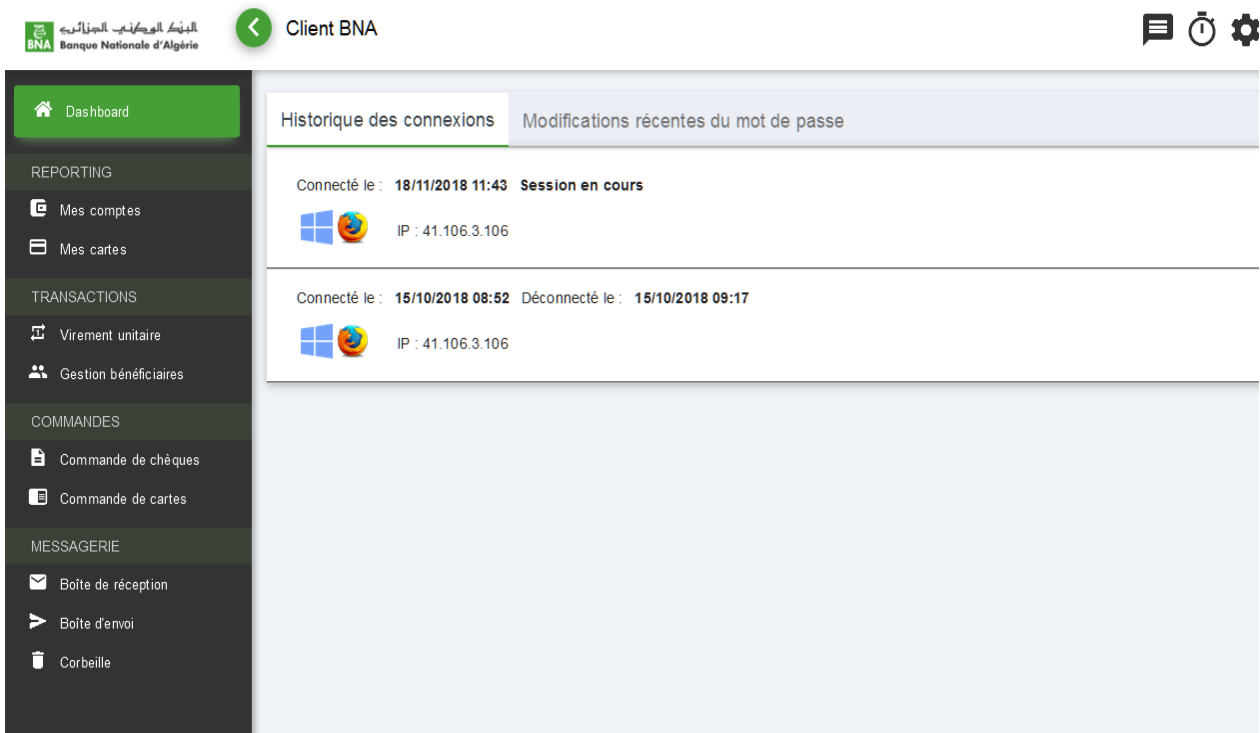 البنك الوطني الجزائري
BNA Banque Nationale d'Algérie
Client BNA
Dashboard
REPORTING
Mes comptes
Mes cartes
TRANSACTIONS
Virement unitaire
Gestion bénéficiaires
COMMANDES
Commande de chèques
Commande de cartes
MESSAGERIE
Boîte de réception
Boîte d'envoi
Corbeille
Historique des connexions Modifications récentes du mot de passe
Connecté le : 18/11/2018 11:43 Session en cours
IP : 41.106.3.106
Connecté le : 15/10/2018 08:52 Déconnecté le : 15/10/2018 09:17
IP : 41.106.3.106